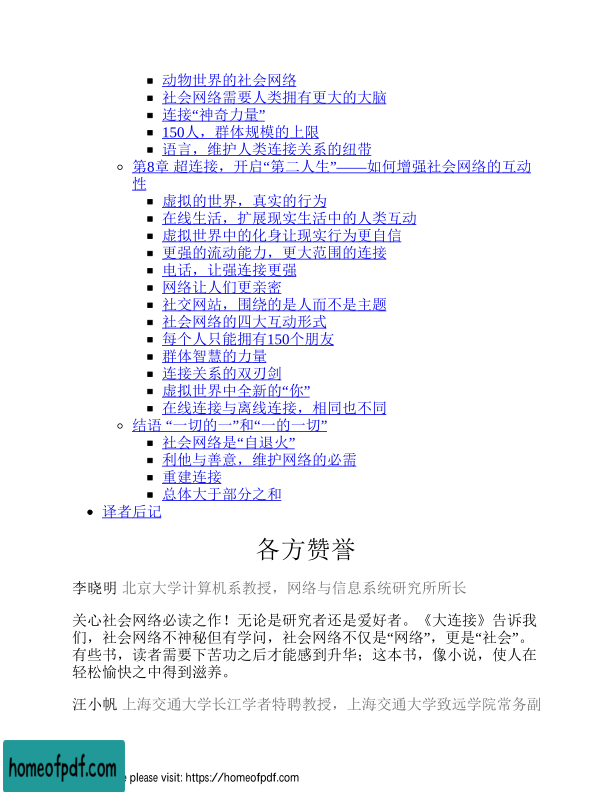 动物世界的社会网络
社会网络需要人类拥有更大的大脑
连接“神奇力量”
150人，群体规模的上限
语言，维护人类连接关系的纽带
第8章 超连接，开启“第二人生”——如何增强社会网络的互动
性
虚拟的世界，真实的行为
在线生活，扩展现实生活中的人类互动
虚拟世界中的化身让现实行为更自信
更强的流动能力，更大范围的连接
电话，让强连接更强
网络让人们更亲密
社交网站，围绕的是人而不是主题
社会网络的四大互动形式
每个人只能拥有150个朋友
群体智慧的力量
连接关系的双刃剑
虚拟世界中全新的“你”
在线连接与离线连接，相同也不同
结语 “一切的一”和“一的一切”
社会网络是“自退火”
利他与善意，维护网络的必需
重建连接
总体大于部分之和
译者后记
各方赞誉
李晓明 北京大学计算机系教授，网络与信息系统研究所所长
关心社会网络必读之作！无论是研究者还是爱好者。《大连接》告诉我
们，社会网络不神秘但有学问，社会网络不仅是“网络”，更是“社会”。
有些书，读者需要下苦功之后才能感到升华；这本书，像小说，使人在
轻松愉快之中得到滋养。
汪小帆 上海交通大学长江学者特聘教授，上海交通大学致远学院常务副
homeofpdf.com
please visit: https://homeofpdf.com